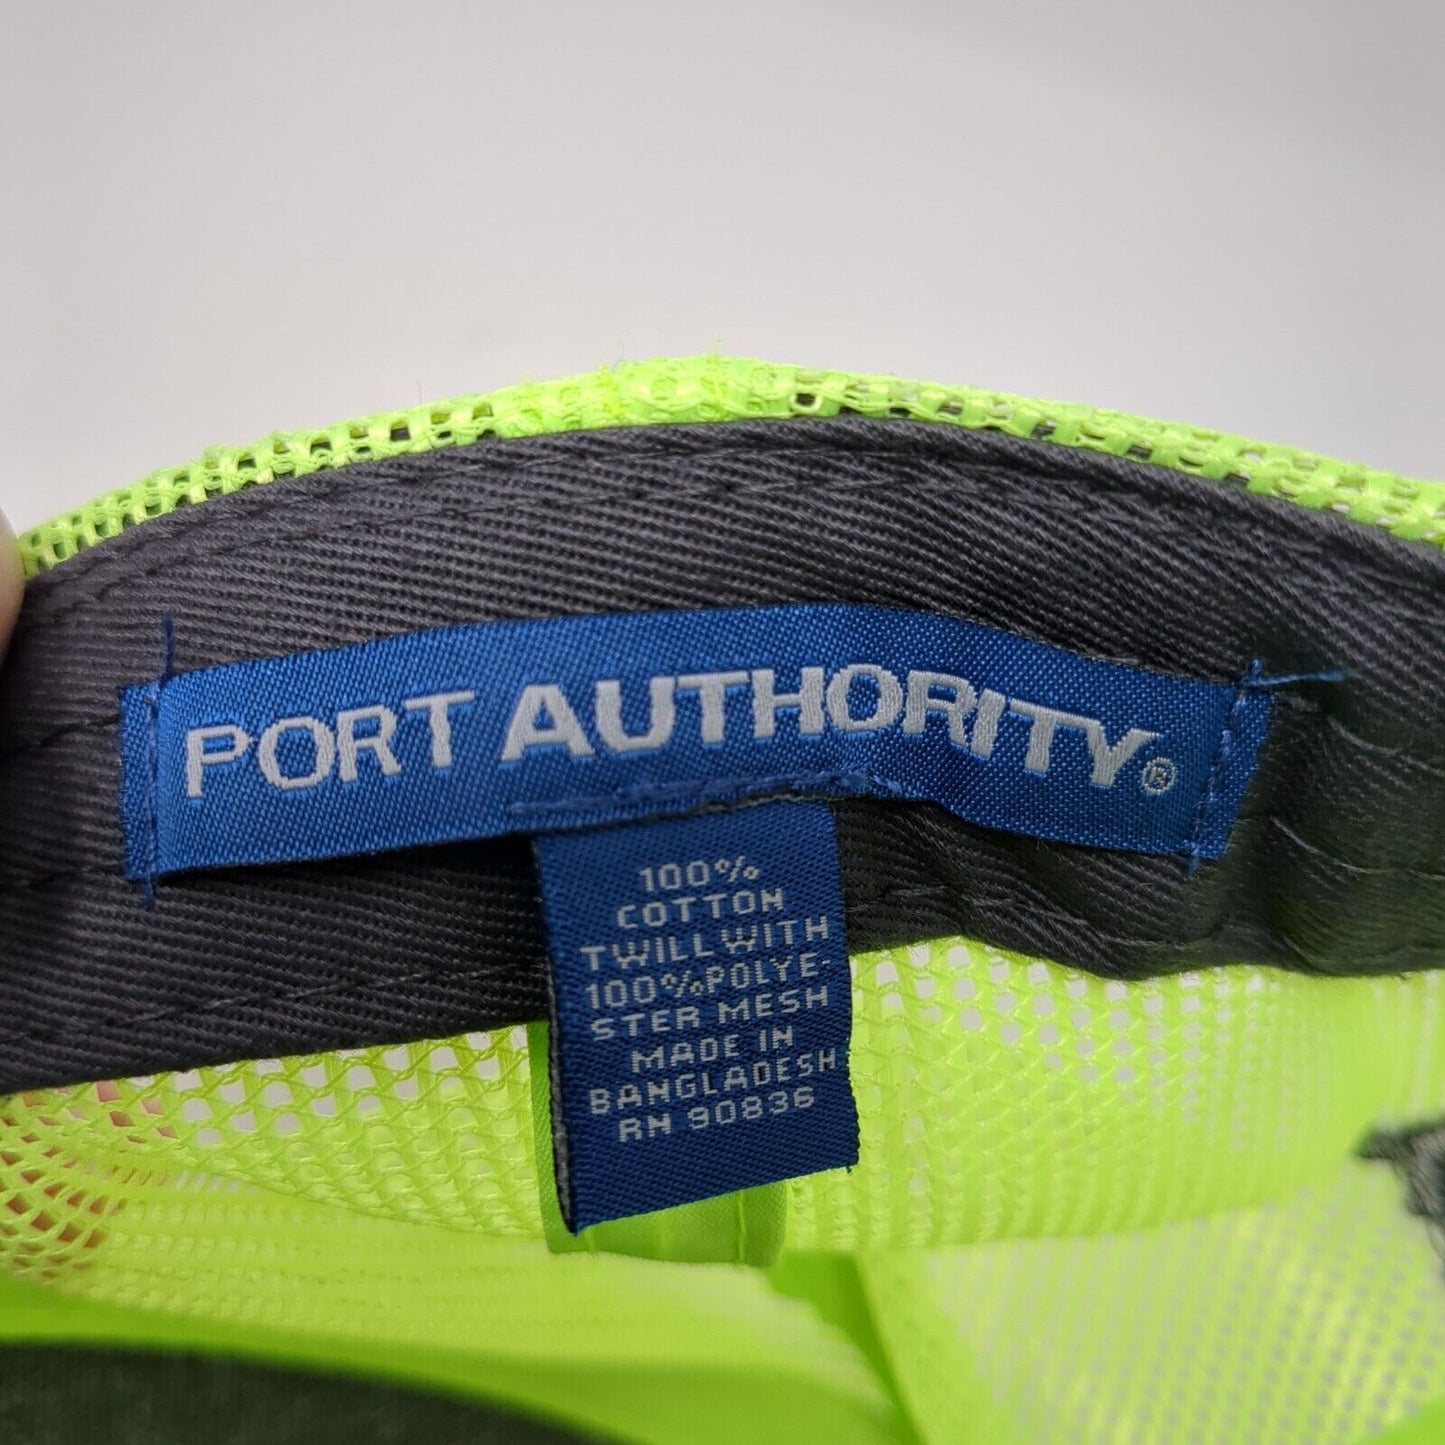 PORT AUTHORITY®
100%
COTTON
TWILL WITH
100% POLYE-
STER MESH
MADE IN
BANGLADESH
RN 90836